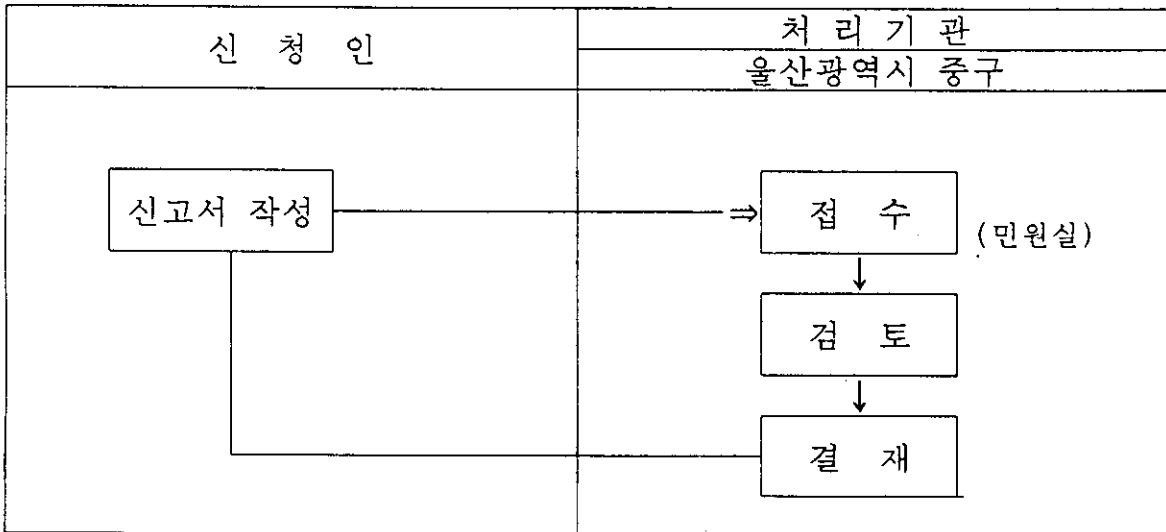 신 청 인
처 리 기 관
울산광역시 중구
신고서 작성
⇒
접 수
(민원실)
검 토
결 재